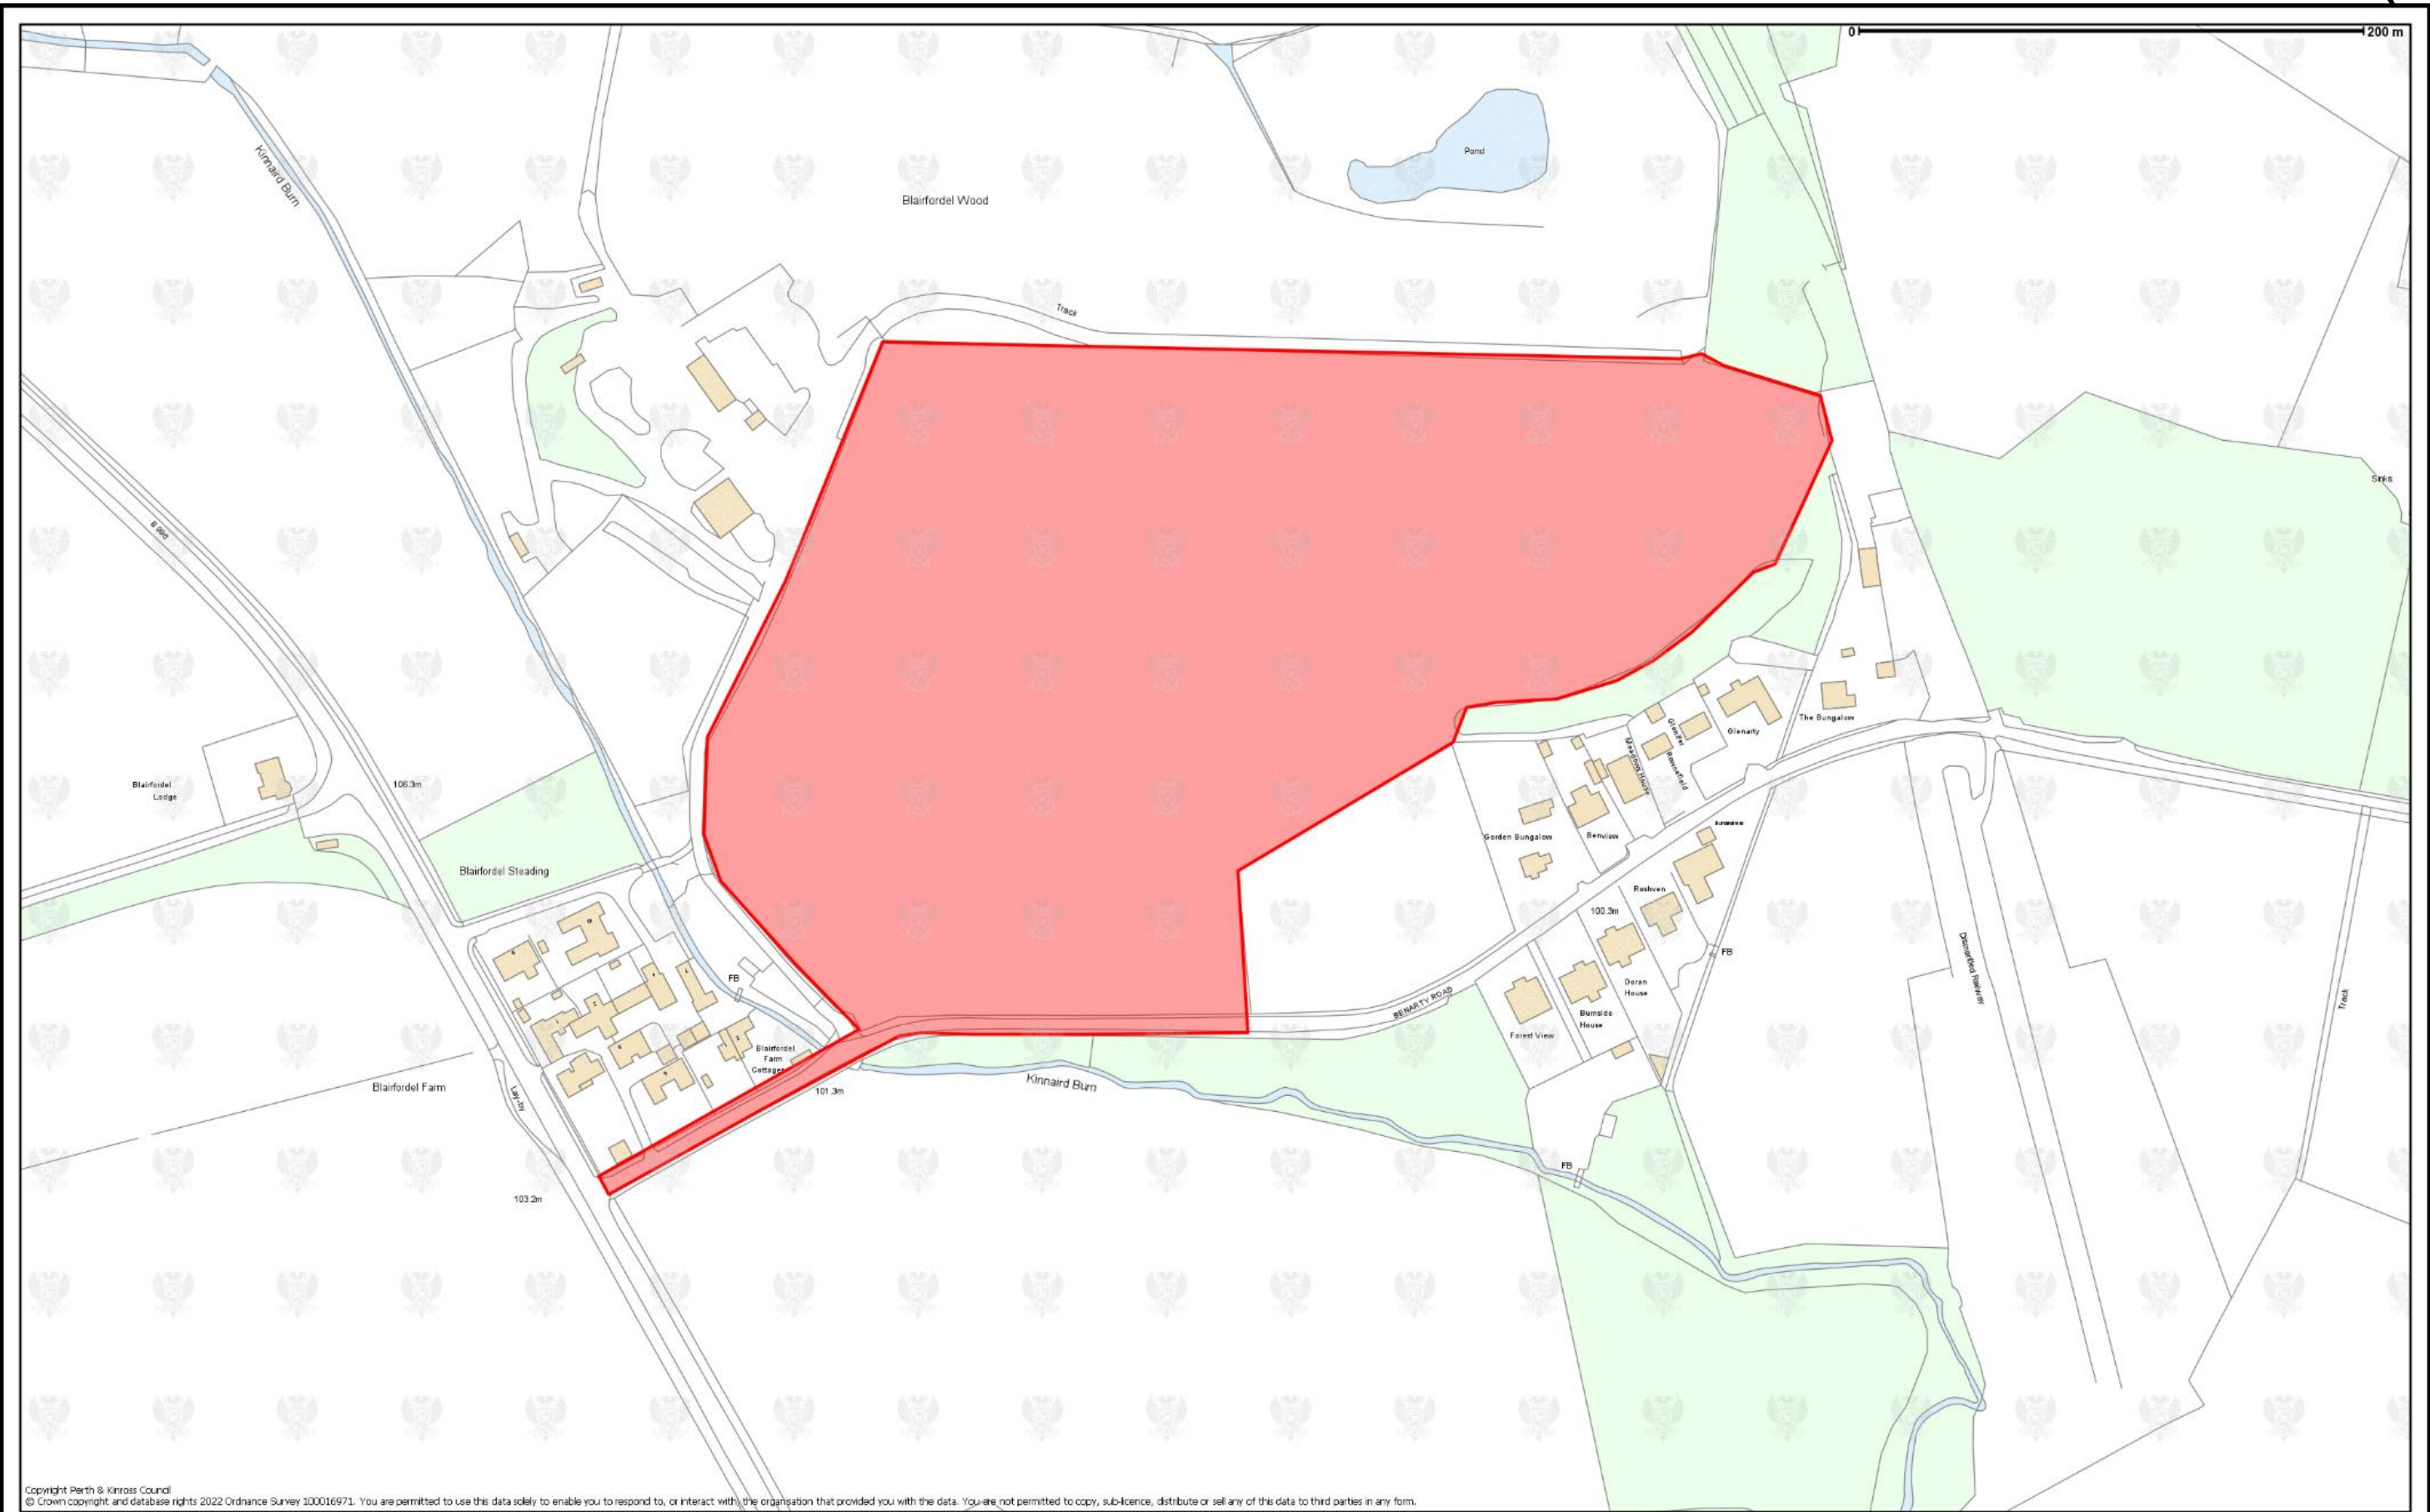 0
200 m
Kinnaird Burn
Pond
Blairfordel Wood
Track
B 996
Sinks
The Bungalow
Glenarty
Meadown House
Blairfordel
Lodge
106.3m
Gorden Bungalow
Benview
Blairfordel Steading
Rushven
100.3m
FB
FB
Doran
House
Dismantled Railway
Track
BENARTY ROAD
Burnside
House
Forest View
Blairfordel
Farm
Cottages
Kinnaird Burn
101.3m
Blairfordel Farm
Lay-by
FB
103.2m
Copyright Perth & Kinross Council
© Crown copyright and database rights 2022 Ordnance Survey 100016971. You are permitted to use this data solely to enable you to respond to, or interact with, the organisation that provided you with the data. You are not permitted to copy, sub-licence, distribute or sell any of this data to third parties in any form.